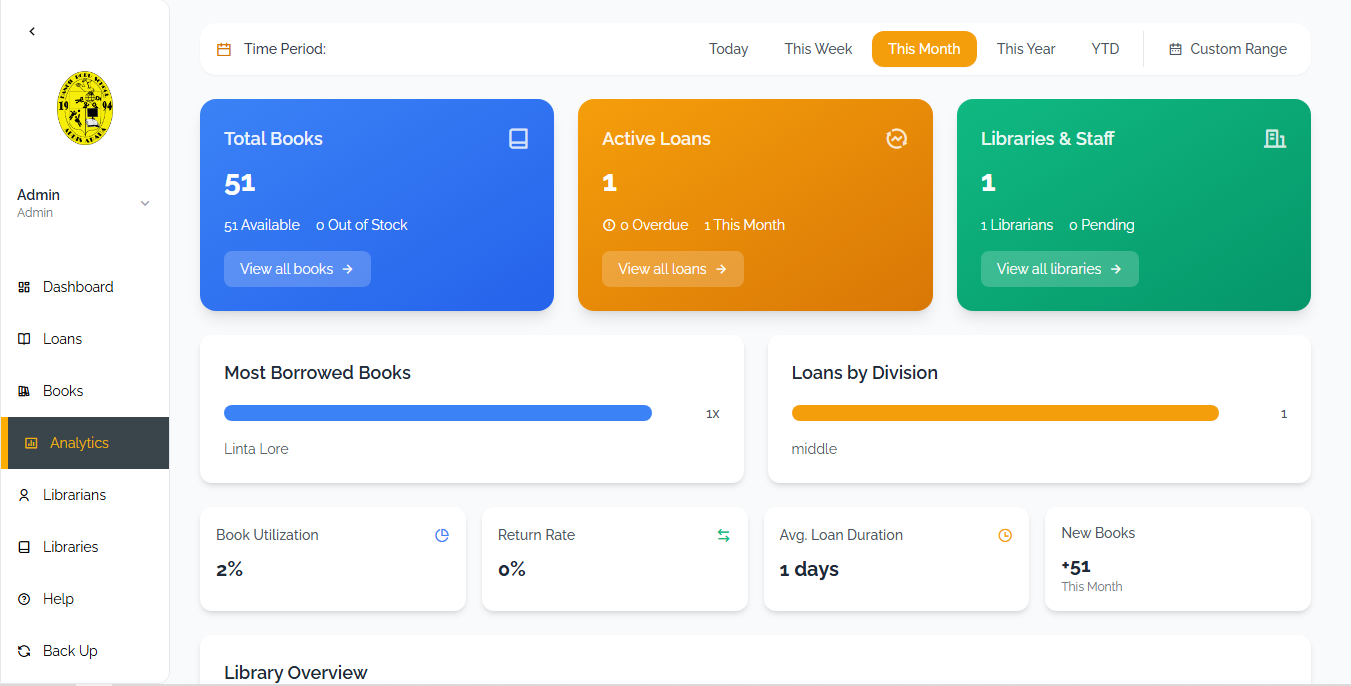 19 94
Admin
Admin
Dashboard
Loans
Books
Analytics
Librarians
Libraries
Help
Back Up
Time Period:
Today This Week This Month This Year YTD Custom Range
Total Books
51
51 Available 0 Out of Stock
View all books
Active Loans
1
0 Overdue 1 This Month
View all loans
Libraries & Staff
1
1 Librarians 0 Pending
View all libraries
Most Borrowed Books
1X
Linta Lore
Loans by Division
1
middle
Book Utilization
2%
Return Rate
0%
Avg. Loan Duration
1 days
New Books
+51
This Month
Library Overview